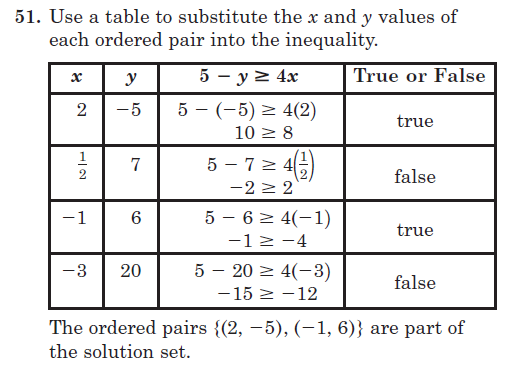 51. Use a table to substitute the x and y values of
each ordered pair into the inequality.
x y 5 − y ≥ 4x True or False
2 −5 5 − (−5) ≥ 4(2) true
10 ≥ 8
1/2 7 5 − 7 ≥ 4(1/2) false
−2 ≥ 2
−1 6 5 − 6 ≥ 4(−1) true
−1 ≥ −4
−3 20 5 − 20 ≥ 4(−3) false
−15 ≥ −12
The ordered pairs {(2, −5), (−1, 6)} are part of
the solution set.